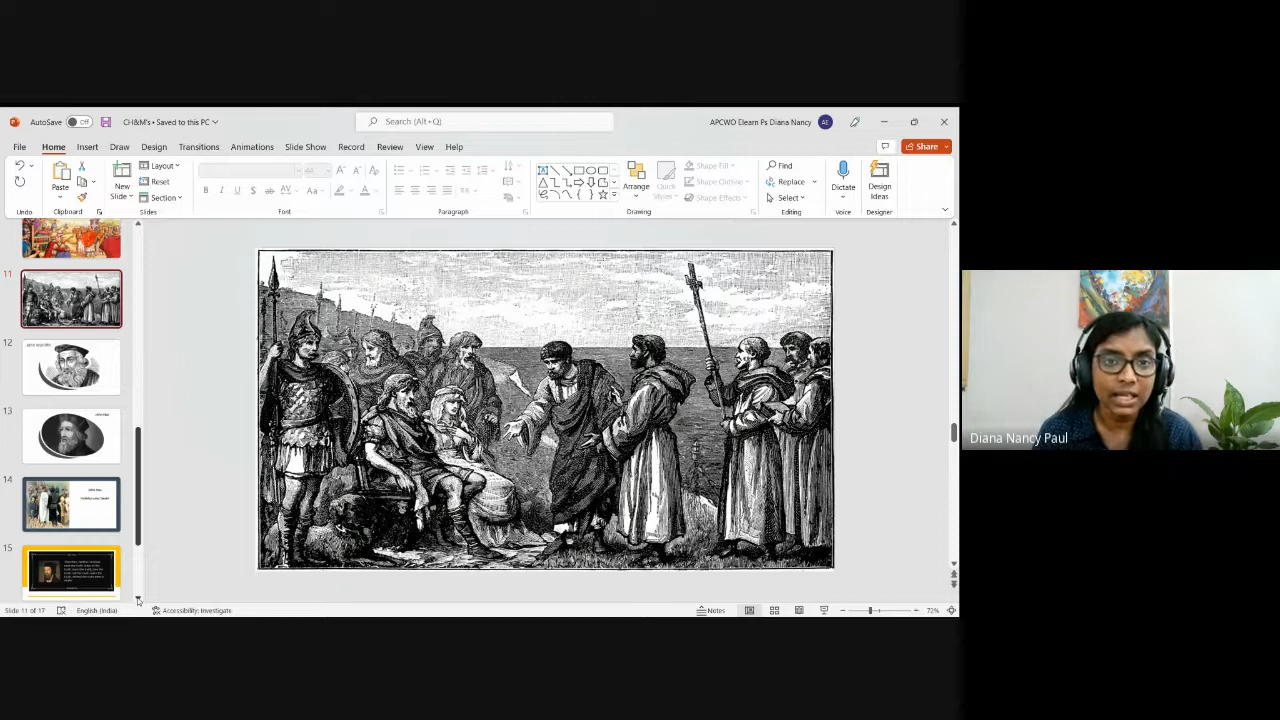 AutoSave Off CH&M's • Saved to this PC Search (Alt+Q) APCWO Elearn Ps Diana Nancy AE
File Home Insert Draw Design Transitions Animations Slide Show Record Review View Help Share
Paste New Slide Layout Reset Section 44 B I U S ab AV Aa A Arrange Quick Styles Shape Fill Shape Outline Shape Effects Find Replace Select Dictate Design Ideas
Undo Clipboard Slides Font Paragraph Drawing Editing Voice Designer
11
12
13
14
15
Diana Nancy Paul
Slide 11 of 17 English (India) Accessibility: Investigate Notes 72%